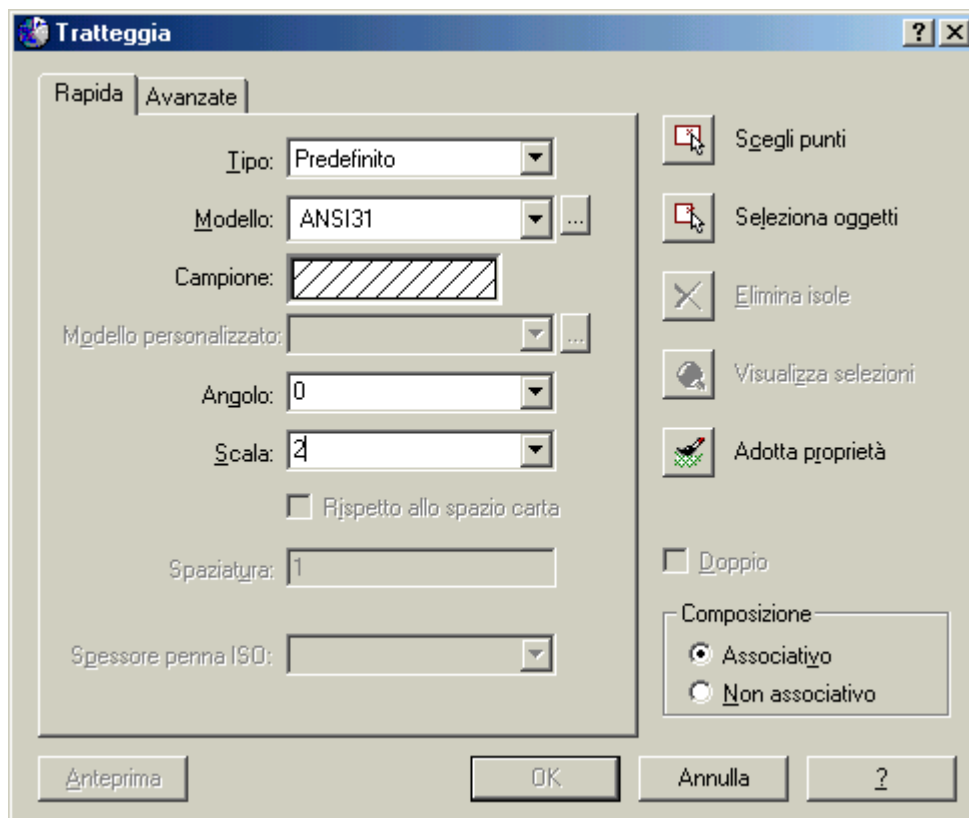 Tratteggia
Rapida
Avanzate
Tipo: Predefinito
Modello: ANSI31 ...
Campione:
Modello personalizzato: ...
Angolo: 0
Scala: 2
Rispetto allo spazio carta
Spaziatura: 1
Spessore penna ISO:
Scegli punti
Seleziona oggetti
Elimina isole
Visualizza selezioni
Adotta proprietà
Doppio
Composizione
Associativo
Non associativo
Anteprima
OK
Annulla
?